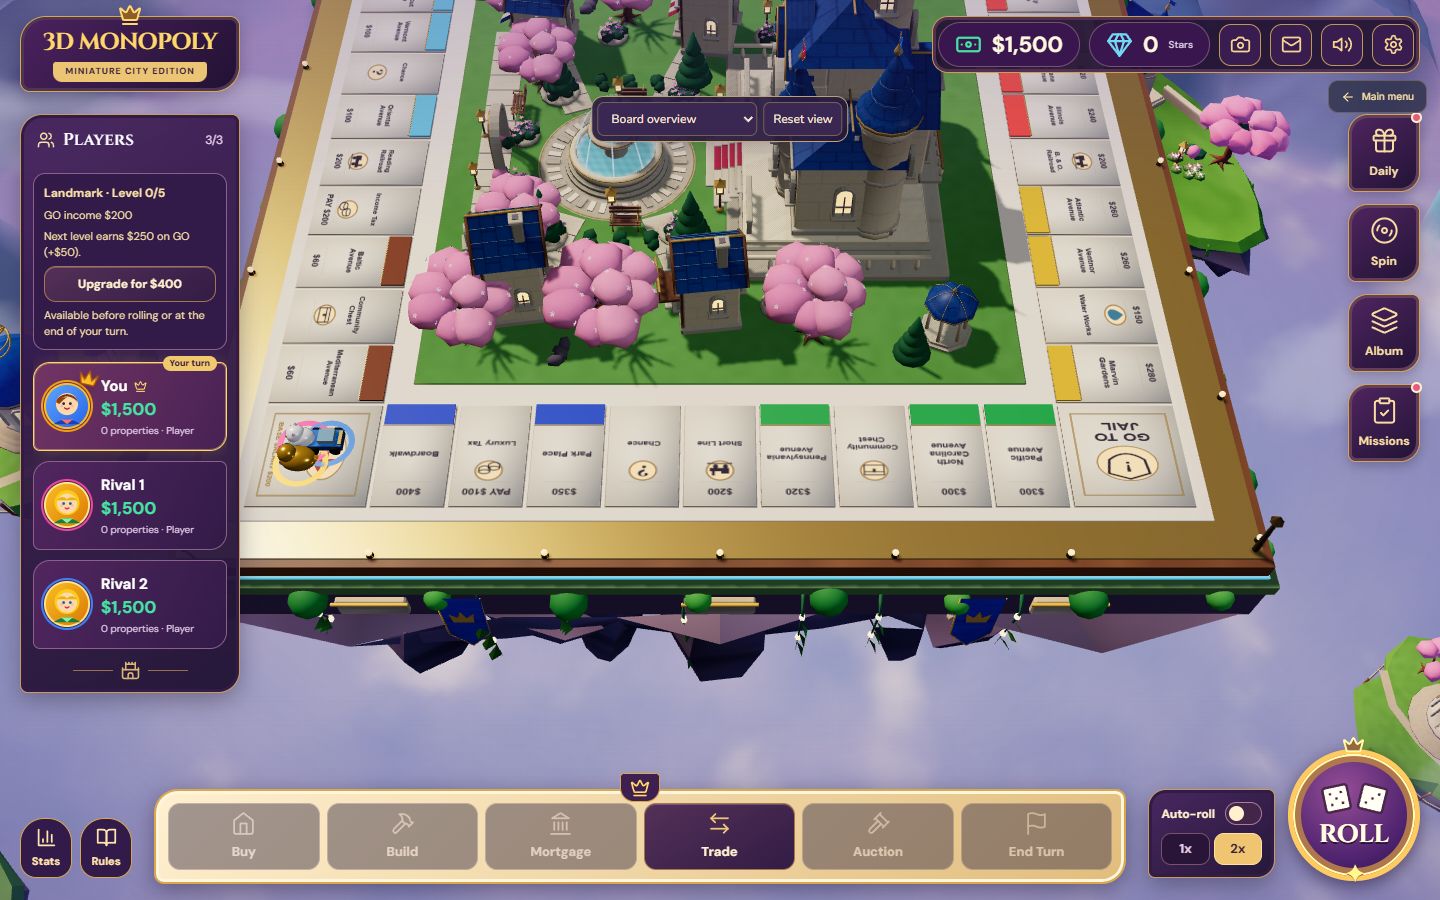 3D MONOPOLY
MINIATURE CITY EDITION
$1,500
0 Stars
Main menu
Board overview
Reset view
PLAYERS 3/3
Landmark · Level 0/5
GO income $200
Next level earns $250 on GO
(+$50).
Upgrade for $400
Available before rolling or at the
end of your turn.
Your turn
You
$1,500
0 properties · Player
Rival 1
$1,500
0 properties · Player
Rival 2
$1,500
0 properties · Player
Daily
Spin
Album
Missions
Vermont
Avenue
$100
Chance
Oriental
Avenue
$100
Reading
Railroad
$200
Income Tax
PAY $200
Baltic
Avenue
$60
Community
Chest
Mediterranean
Avenue
$60
Illinois
Avenue
$240
B. & O.
Railroad
$200
Atlantic
Avenue
$260
Ventnor
Avenue
$260
Water Works
$150
Marvin
Gardens
$280
GO TO
JAIL
Boardwalk
$400
Luxury Tax
PAY $100
Park Place
$350
Chance
Short Line
$200
Pennsylvania
Avenue
$320
Community
Chest
North
Carolina
Avenue
$300
Pacific
Avenue
$300
Stats
Rules
Buy
Build
Mortgage
Trade
Auction
End Turn
Auto-roll
1x
2x
ROLL